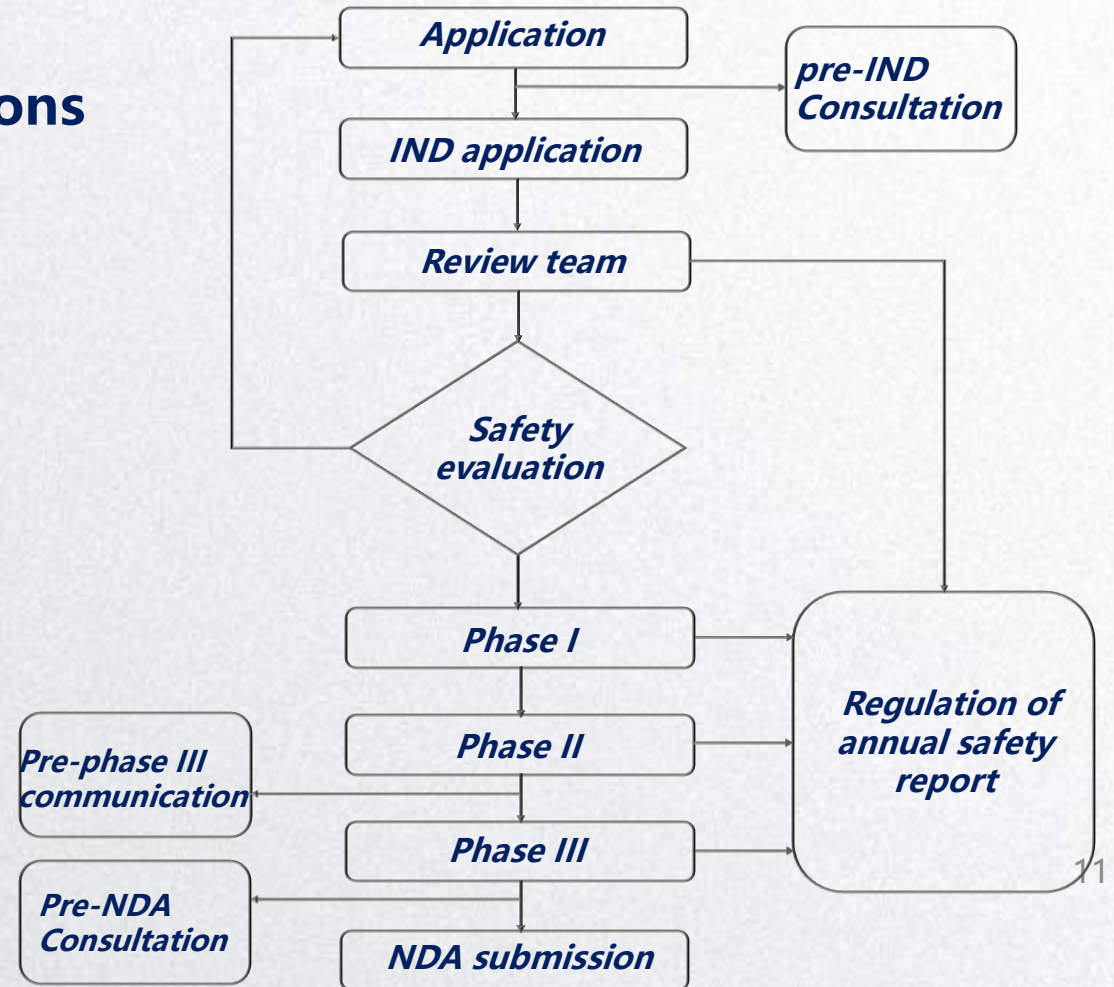 ons
Application
pre-IND
Consultation
IND application
Review team
Safety
evaluation
Phase I
Regulation of
annual safety
report
Phase II
Pre-phase III
communication
Phase III
11
Pre-NDA
Consultation
NDA submission